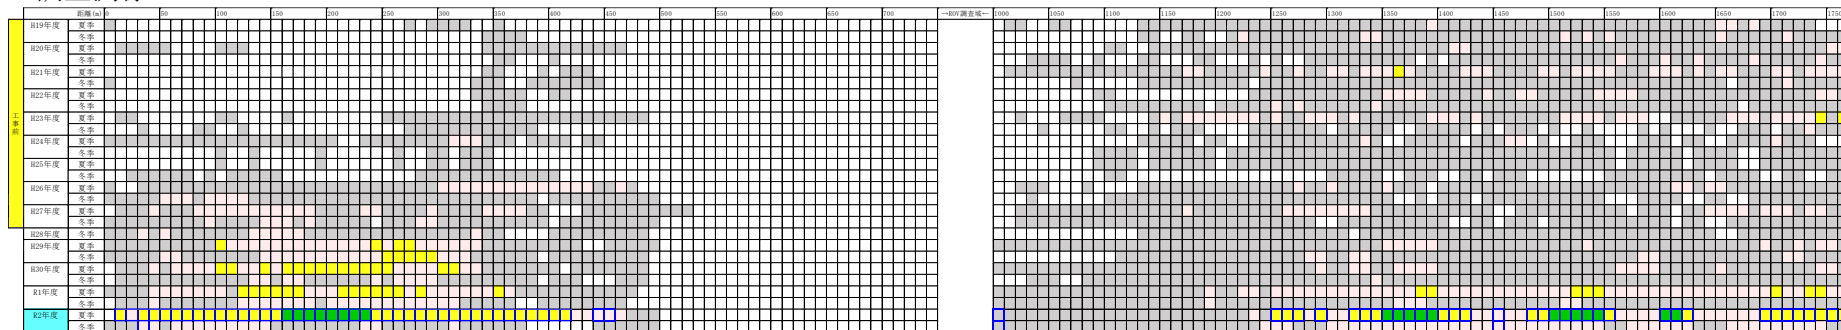 距離(m) 0 50 100 150 200 250 300 350 400 450 500 550 600 650 700 →ROV調査域← 1000 1050 1100 1150 1200 1250 1300 1350 1400 1450 1500 1550 1600 1650 1700 1750
工事前
H19年度 夏季
冬季
H20年度 夏季
冬季
H21年度 夏季
冬季
H22年度 夏季
冬季
H23年度 夏季
冬季
H24年度 夏季
冬季
H25年度 夏季
冬季
H26年度 夏季
冬季
H27年度 夏季
冬季
H28年度 冬季
H29年度 夏季
冬季
H30年度 夏季
冬季
R1年度 夏季
冬季
R2年度 夏季
冬季